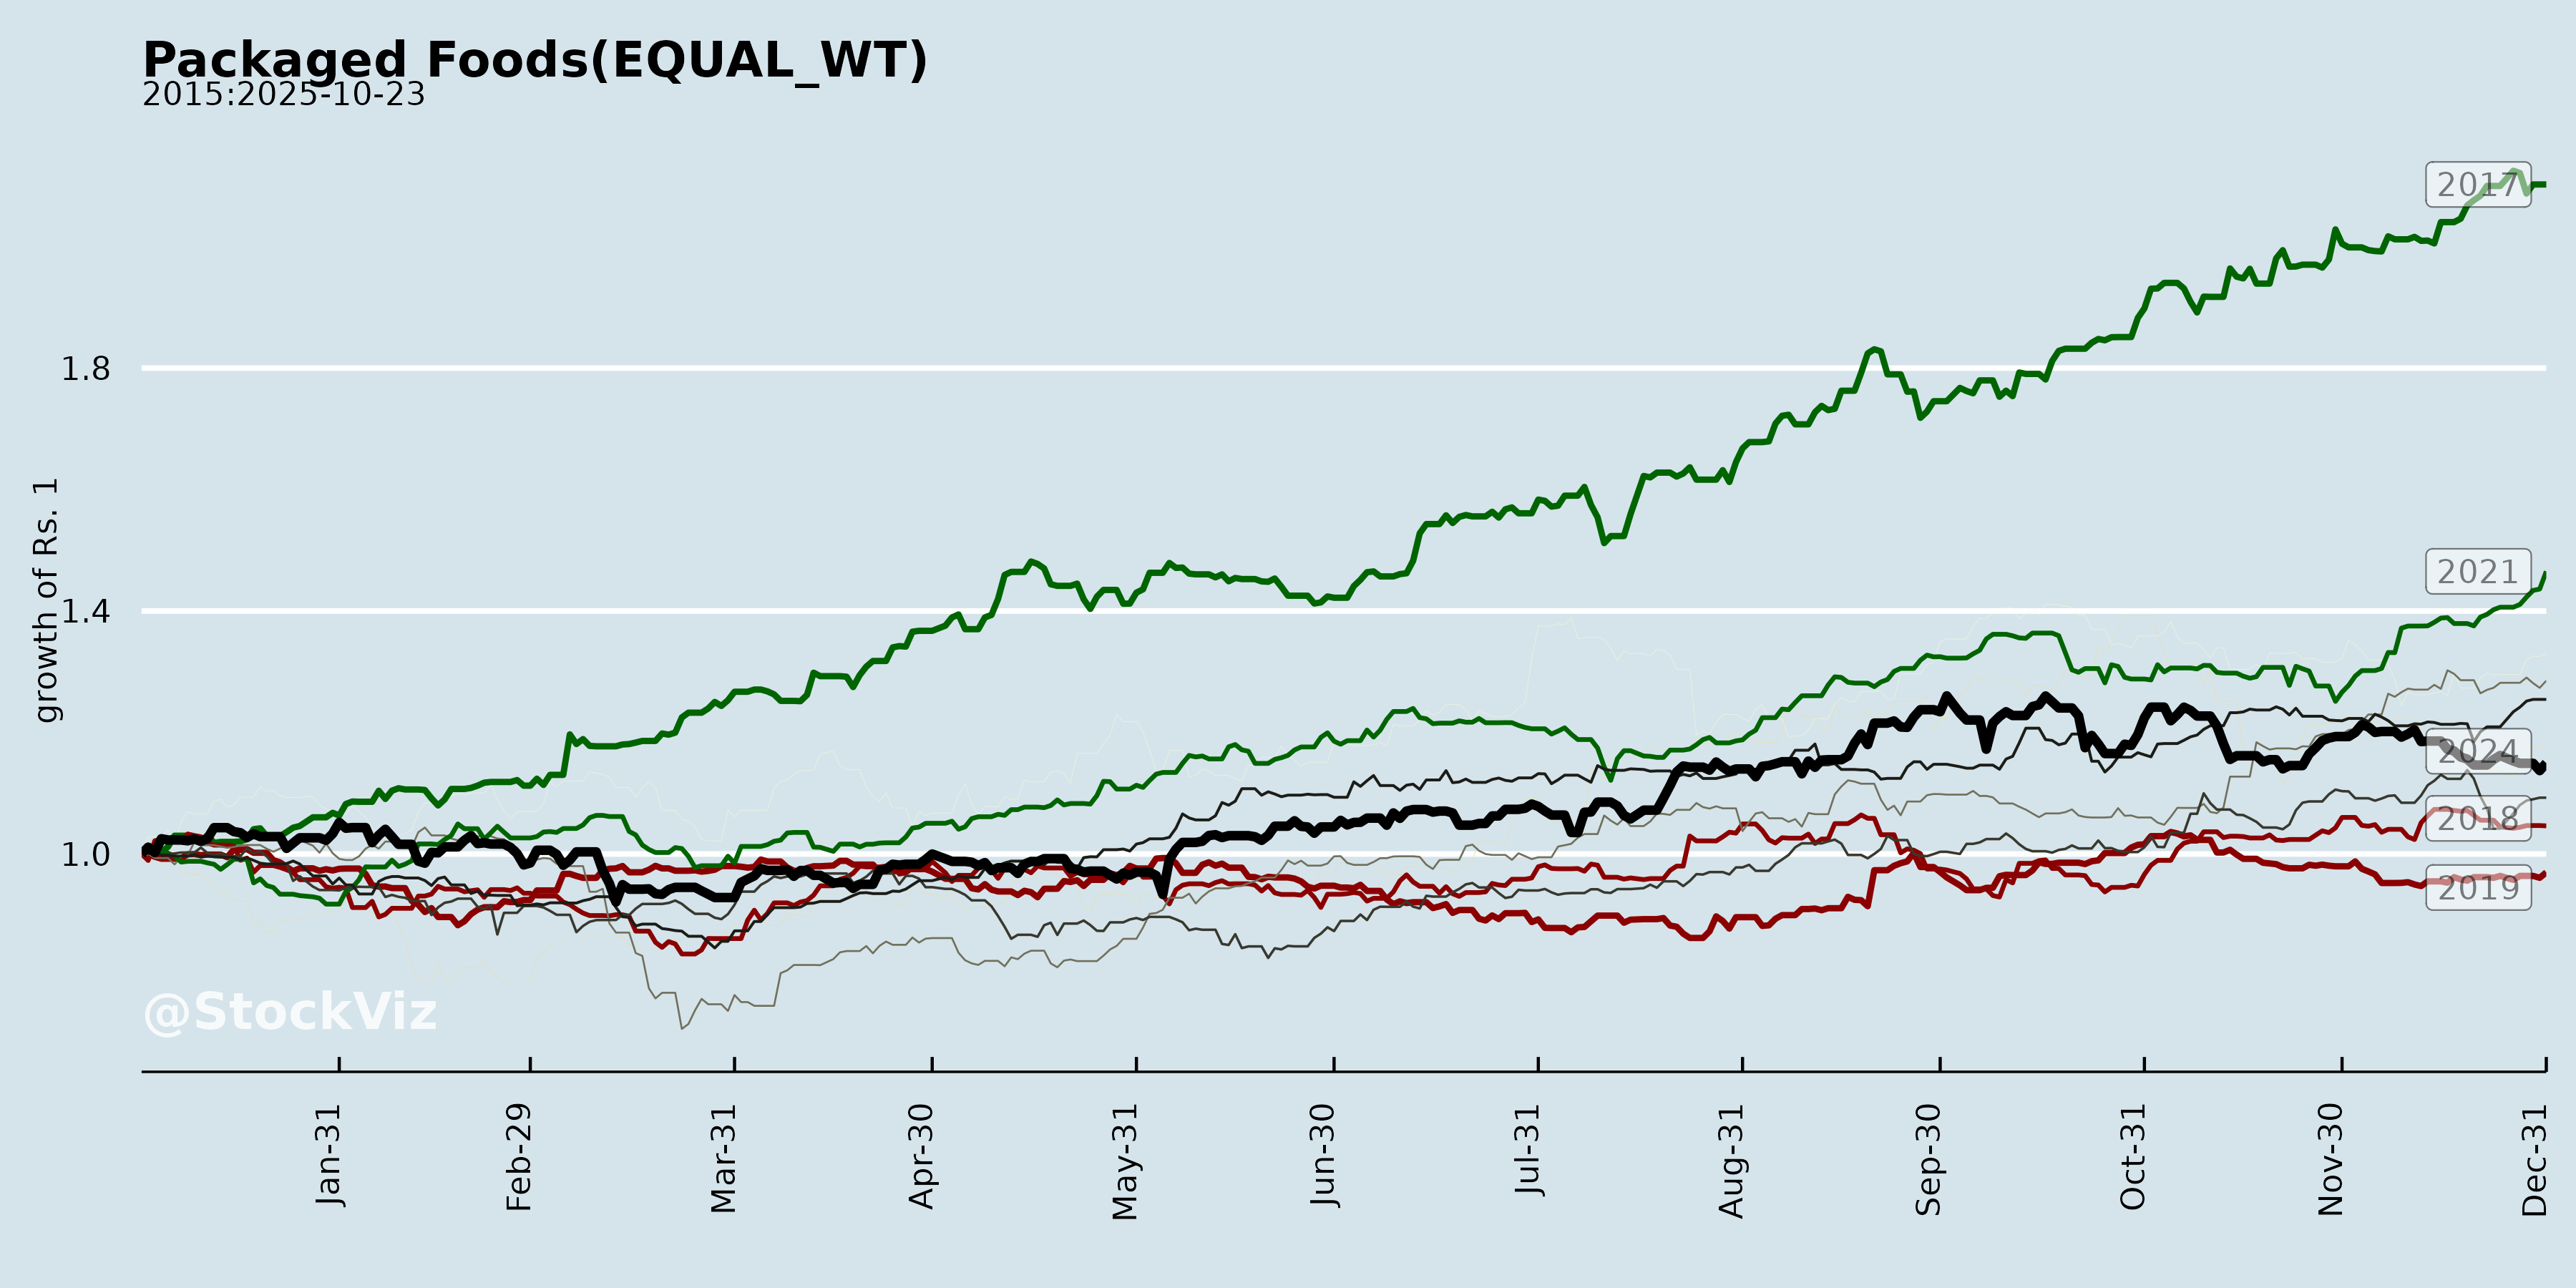 Packaged Foods(EQUAL_WT)
2015:2025-10-23
growth of Rs. 1
1.8
1.4
1.0
2017
2021
2024
2018
2019
@StockViz
Jan-31
Feb-29
Mar-31
Apr-30
May-31
Jun-30
Jul-31
Aug-31
Sep-30
Oct-31
Nov-30
Dec-31